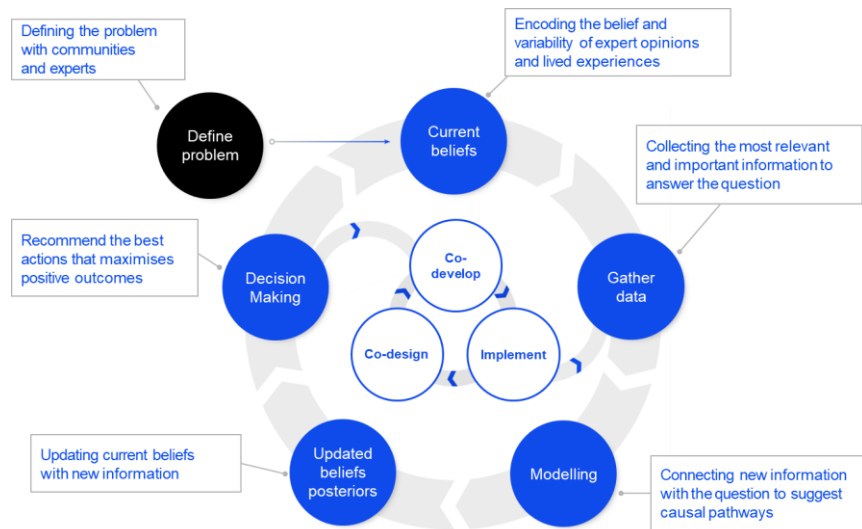 Defining the problem
with communities
and experts
Define
problem
Encoding the belief and
variability of expert opinions
and lived experiences
Current
beliefs
Collecting the most relevant
and important information to
answer the question
Gather
data
Recommend the best
actions that maximises
positive outcomes
Decision
Making
Co-
develop
Co-design
Implement
Updating current beliefs
with new information
Updated
beliefs
posteriors
Modelling
Connecting new information
with the question to suggest
causal pathways